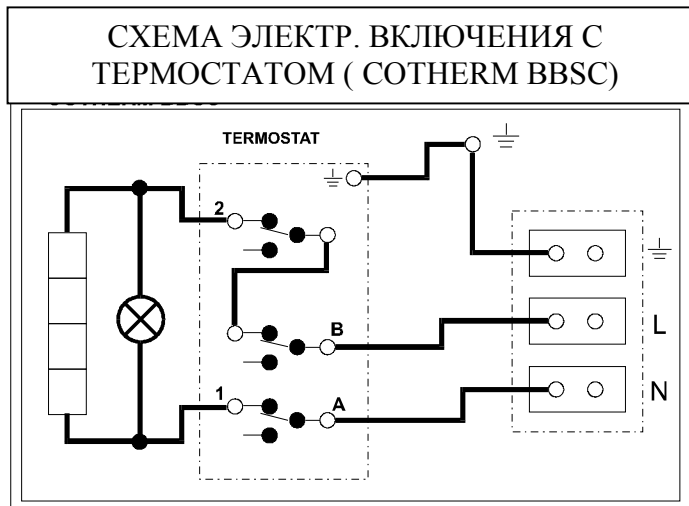 СХЕМА ЭЛЕКТР. ВКЛЮЧЕНИЯ С
ТЕРМОСТАТОМ ( COTHERM BBSC)
TERMOSTAT
2
B
L
1
A
N